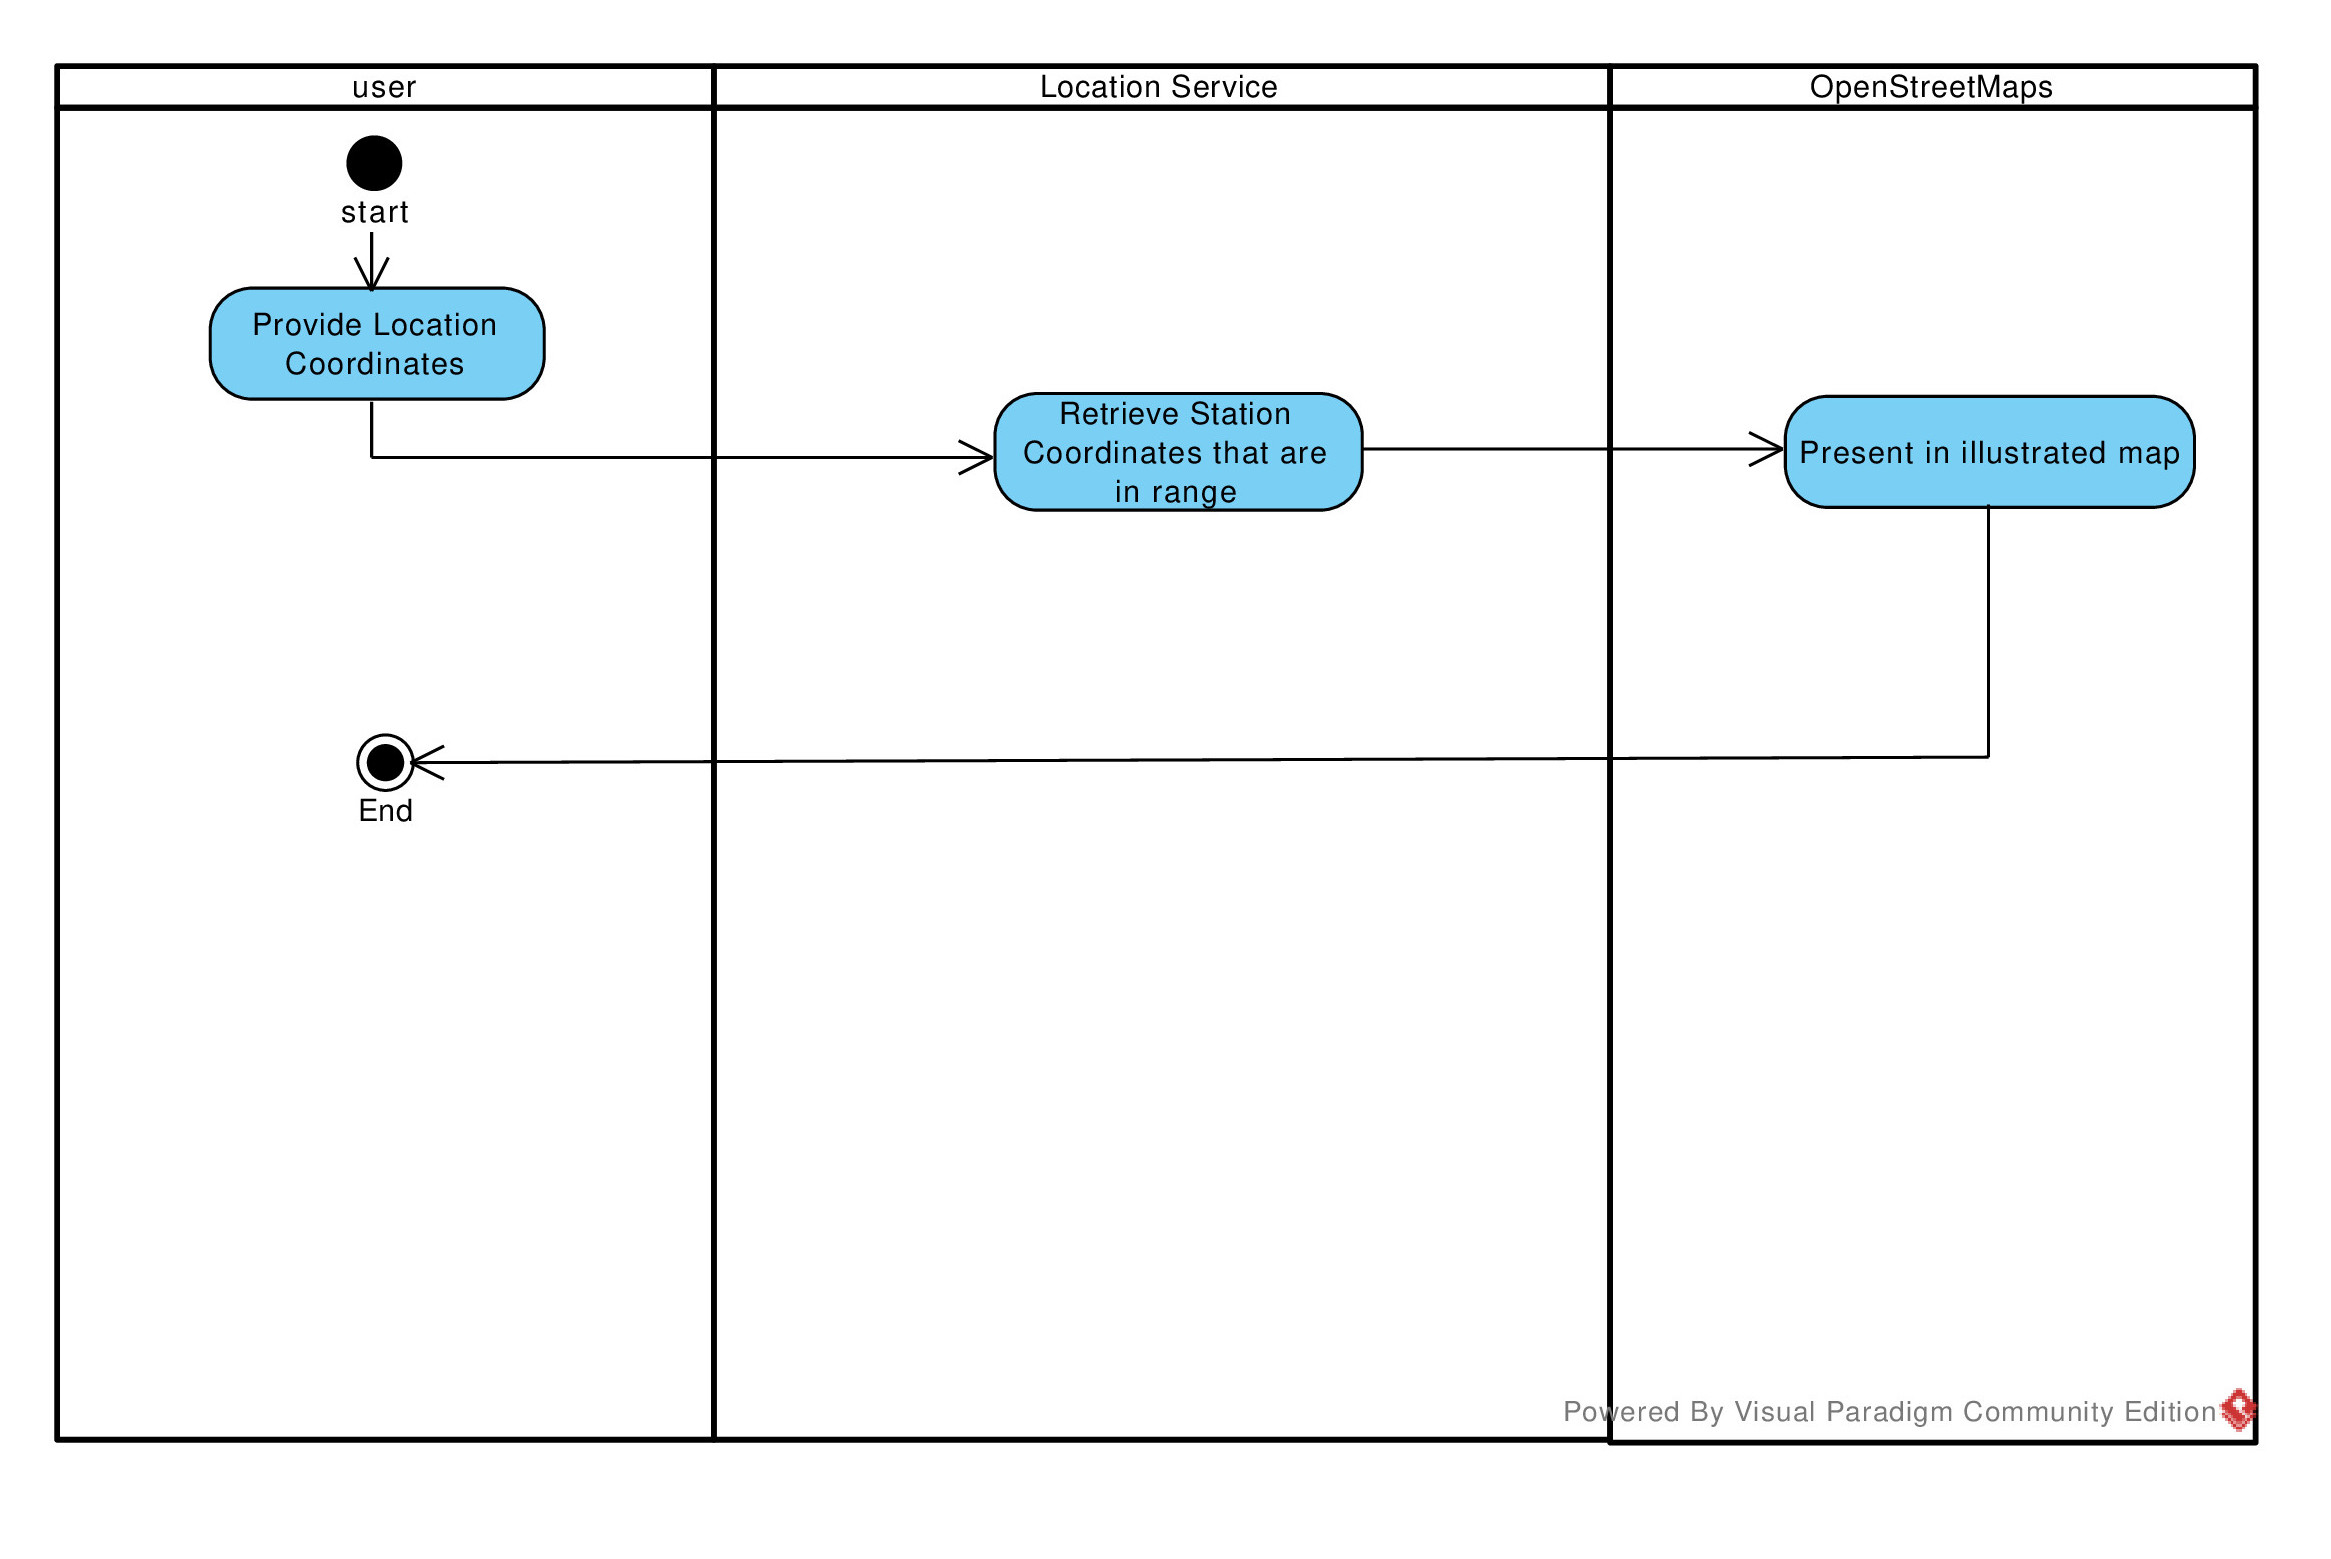 user
Location Service
OpenStreetMaps
start
Provide Location
Coordinates
Retrieve Station
Coordinates that are
in range
Present in illustrated map
End
Powered By Visual Paradigm Community Edition